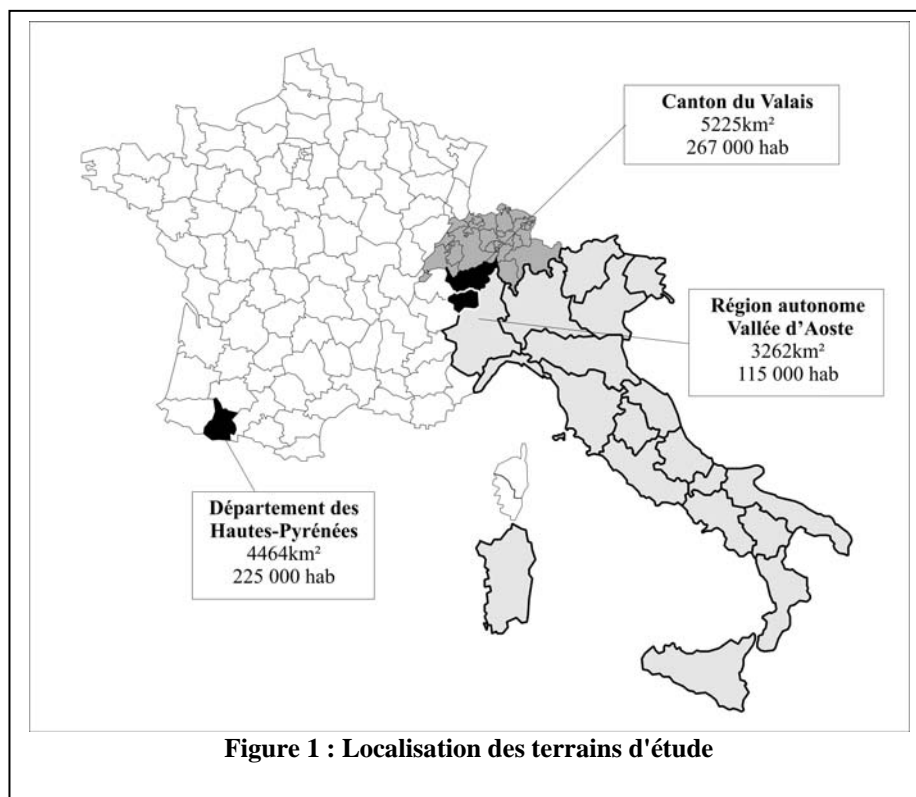 Canton du Valais
5225km²
267 000 hab
Région autonome
Vallée d'Aoste
3262km²
115 000 hab
Département des
Hautes-Pyrénées
4464km²
225 000 hab
Figure 1 : Localisation des terrains d'étude